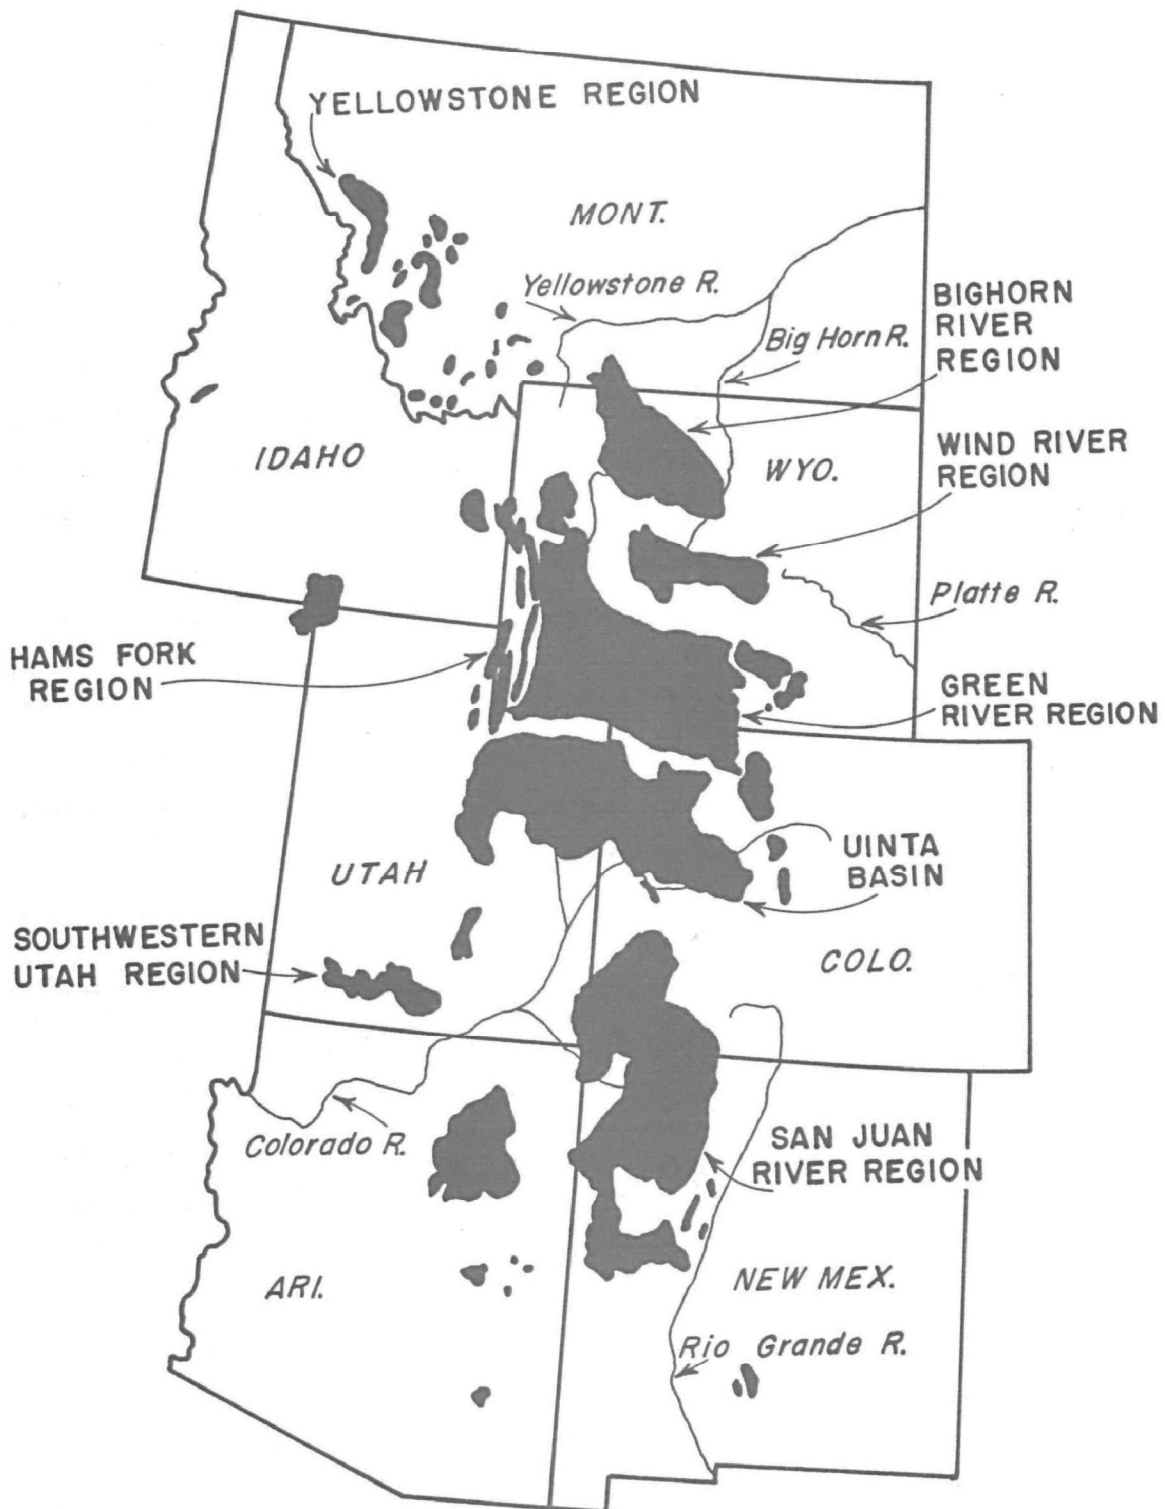 YELLOWSTONE REGION
MONT.
Yellowstone R.
BIGHORN
RIVER
REGION
Big Horn R.
IDAHO
WYO.
WIND RIVER
REGION
Platte R.
HAMS FORK
REGION
GREEN
RIVER REGION
UTAH
UINTA
BASIN
SOUTHWESTERN
UTAH REGION
COLO.
Colorado R.
SAN JUAN
RIVER REGION
ARI.
NEW MEX.
Rio Grande R.